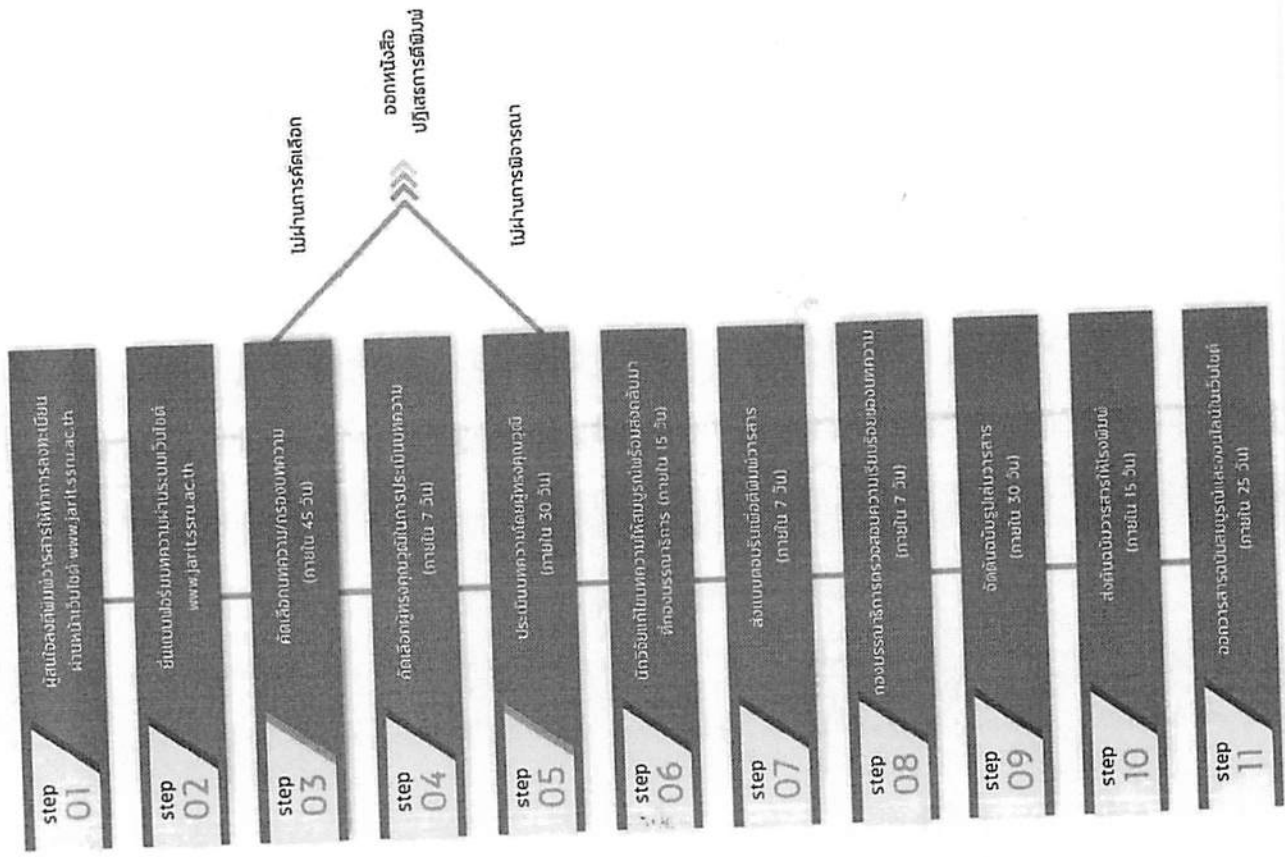 step
01
ผู้สนใจลงตีพิมพ์วารสารให้ทำการลงทะเบียน
ผ่านหน้าเว็บไซต์ www.jarit.ssru.ac.th
step
02
ยื่นแบบฟอร์มบทความผ่านระบบเว็บไซต์
www.jarit.ssru.ac.th
step
03
คัดเลือกบทความ/กรองบทความ
(ภายใน 45 วัน)
ไม่ผ่านการคัดเลือก
ออกหนังสือ
ปฏิเสธการตีพิมพ์
step
04
คัดเลือกผู้ทรงคุณวุฒิในการประเมินบทความ
(ภายใน 7 วัน)
step
05
ประเมินบทความโดยผู้ทรงคุณวุฒิ
(ภายใน 30 วัน)
ไม่ผ่านการพิจารณา
step
06
นักวิจัยแก้ไขบทความให้สมบูรณ์พร้อมส่งกลับมา
ที่กองบรรณาธิการ (ภายใน 15 วัน)
step
07
ส่งแบบตอบรับเพื่อตีพิมพ์วารสาร
(ภายใน 7 วัน)
step
08
กองบรรณาธิการตรวจสอบความเรียบร้อยของบทความ
(ภายใน 7 วัน)
step
09
จัดต้นฉบับรูปเล่มวารสาร
(ภายใน 30 วัน)
step
10
ส่งต้นฉบับวารสารให้โรงพิมพ์
(ภายใน 15 วัน)
step
11
ออกวารสารฉบับสมบูรณ์และออนไลน์ในเว็บไซต์
(ภายใน 25 วัน)